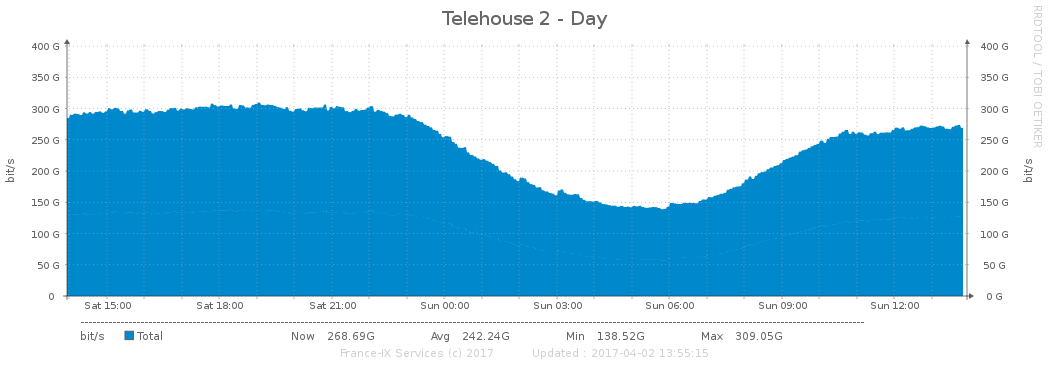 Telehouse 2 - Day
RRDTOOL / TOBI OETIKER
400 G 400 G
350 G 350 G
300 G 300 G
250 G 250 G
200 G 200 G
150 G 150 G
100 G 100 G
50 G 50 G
0 0 G
bit/s
bit/s
Sat 15:00 Sat 18:00 Sat 21:00 Sun 00:00 Sun 03:00 Sun 06:00 Sun 09:00 Sun 12:00
bit/s Total Now 268.69G Avg 242.24G Min 138.52G Max 309.05G
France-IX Services (c) 2017 Updated : 2017-04-02 13:55:15